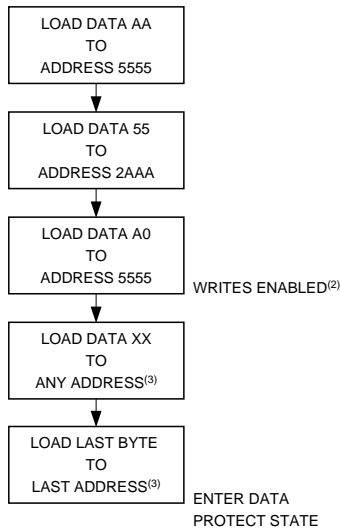 LOAD DATA AA
TO
ADDRESS 5555
LOAD DATA 55
TO
ADDRESS 2AAA
LOAD DATA A0
TO
ADDRESS 5555
WRITES ENABLED(2)
LOAD DATA XX
TO
ANY ADDRESS(3)
LOAD LAST BYTE
TO
LAST ADDRESS(3)
ENTER DATA
PROTECT STATE